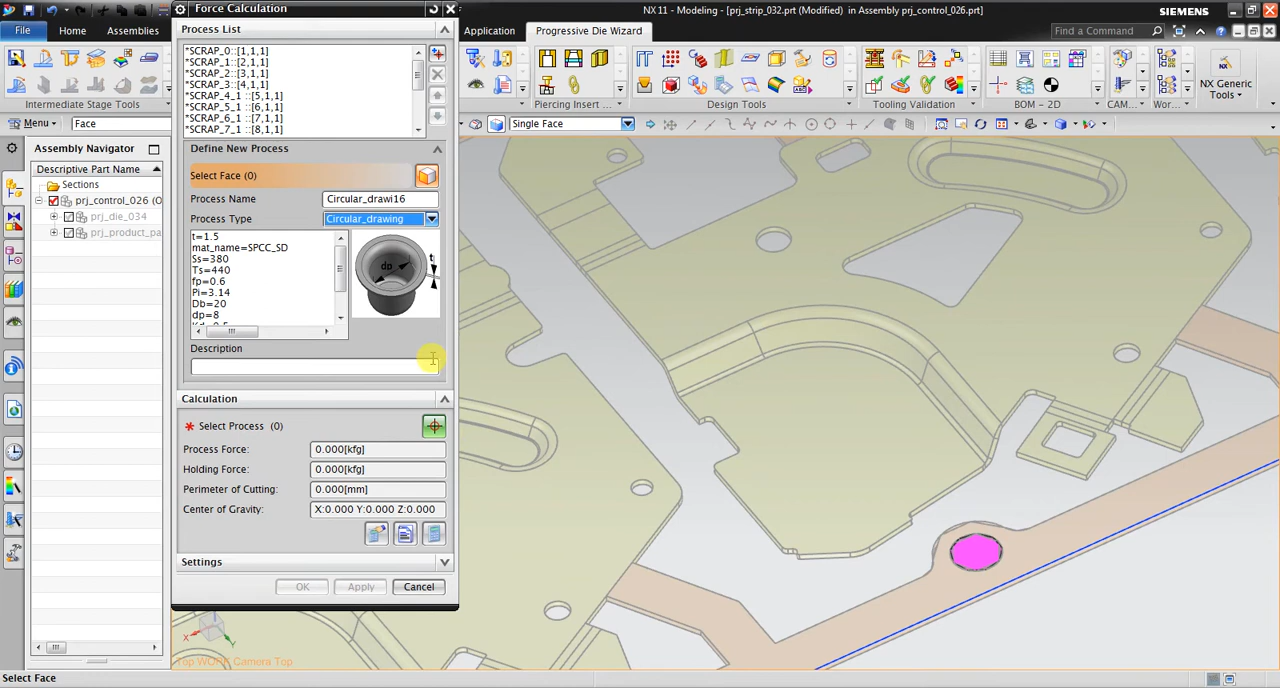 Force Calculation
NX 11 - Modeling - [prj_strip_032.prt (Modified) in Assembly prj_control_026.prt]
SIEMENS
File
Home
Assemblies
Application
Progressive Die Wizard
Find a Command
Process List
*SCRAP_0::[1,1,1]
*SCRAP_2::[2,1,1]
*SCRAP_3::[4,1,1]
*SCRAP_4_1::[5,1,1]
*SCRAP_5_1::[6,1,1]
*SCRAP_6_1::[7,1,1]
*SCRAP_7_1::[8,1,1]
Intermediate Stage Tools
Piercing Insert ...
Design Tools
Tooling Validation
BOM - 2D
CAM...
Wor...
NX Generic
Tools
Menu
Face
Single Face
Assembly Navigator
Descriptive Part Name
Sections
prj_control_026 (O
prj_die_034
prj_product_pa
Define New Process
Select Face (0)
Process Name
Circular_drawi16
Process Type
Circular_drawing
t=1.5
mat_name=SPCC_SD
Ss=380
Ts=440
fp=0.6
Pi=3.14
Db=20
dp=8
dp
t
Description
Calculation
* Select Process (0)
Process Force:
0.000[kfg]
Holding Force:
0.000[kfg]
Perimeter of Cutting:
0.000[mm]
Center of Gravity:
X:0.000 Y:0.000 Z:0.000
Settings
OK
Apply
Cancel
X
Y
Top WORK Camera Top
Select Face